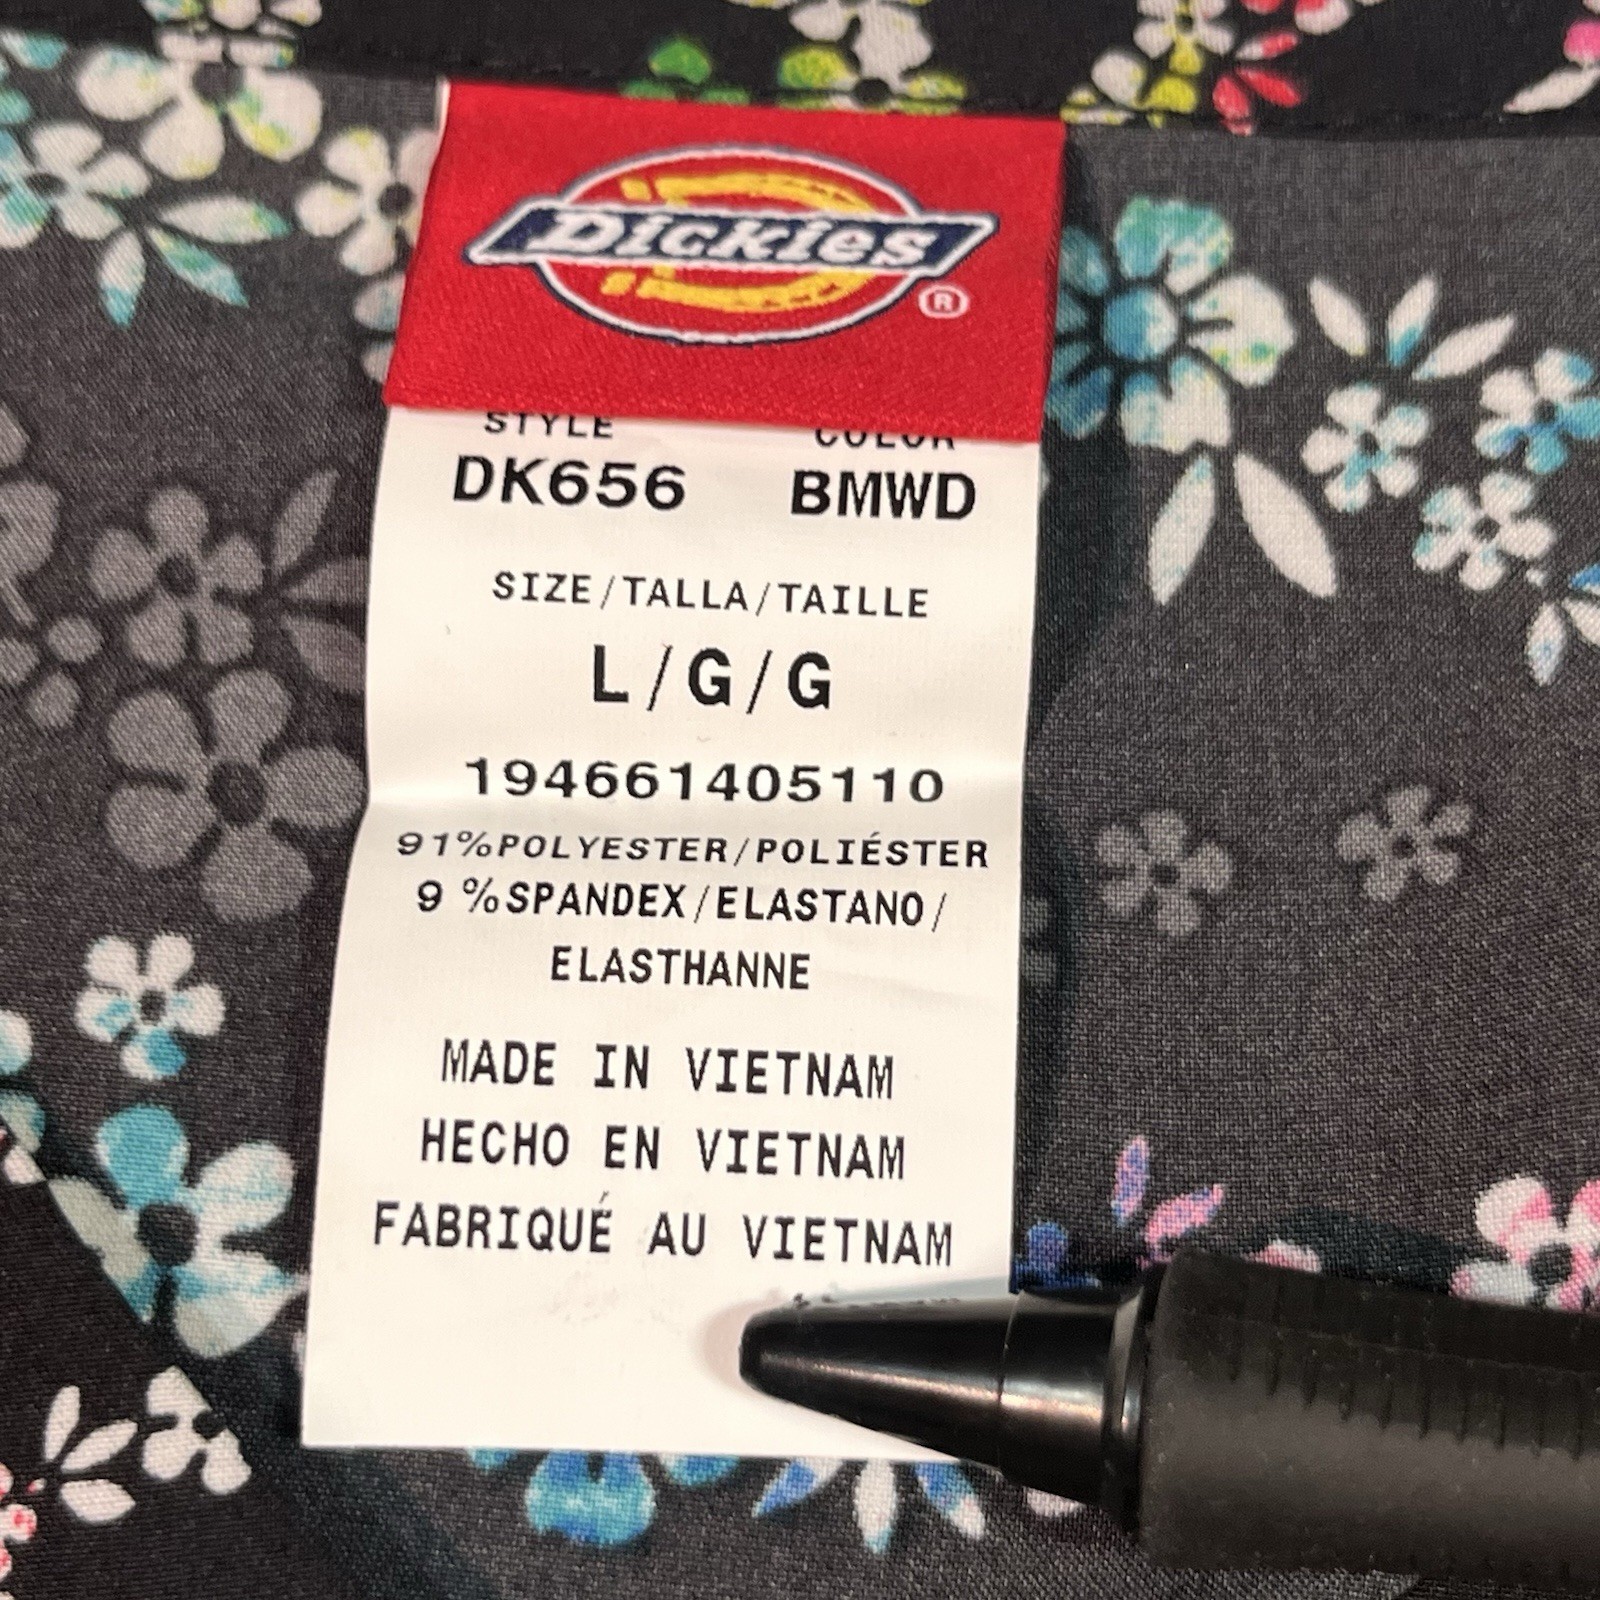 Dickies
®
STYLE COLOR
DK656 BMWD
SIZE/TALLA/TAILLE
L/G/G
194661405110
91%POLYESTER/POLIÉSTER
9 %SPANDEX/ELASTANO/
ELASTHANNE
MADE IN VIETNAM
HECHO EN VIETNAM
FABRIQUÉ AU VIETNAM